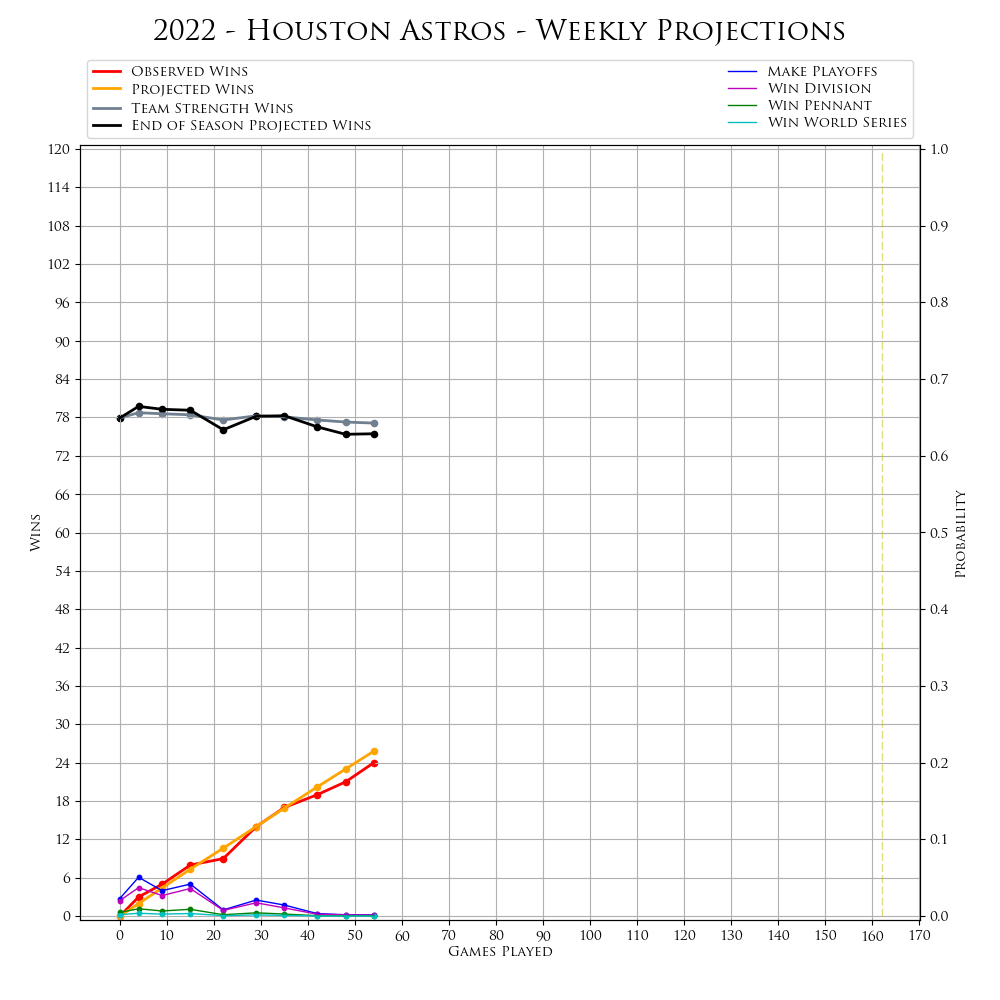 2022 - Houston Astros - Weekly Projections
Observed Wins
Projected Wins
Team Strength Wins
End of Season Projected Wins
Make Playoffs
Win Division
Win Pennant
Win World Series
120
114
108
102
96
90
84
78
72
66
60
54
48
42
36
30
24
18
12
6
0
Wins
1.0
0.9
0.8
0.7
0.6
0.5
0.4
0.3
0.2
0.1
0.0
Probability
0 10 20 30 40 50 60 70 80 90 100 110 120 130 140 150 160 170
Games Played